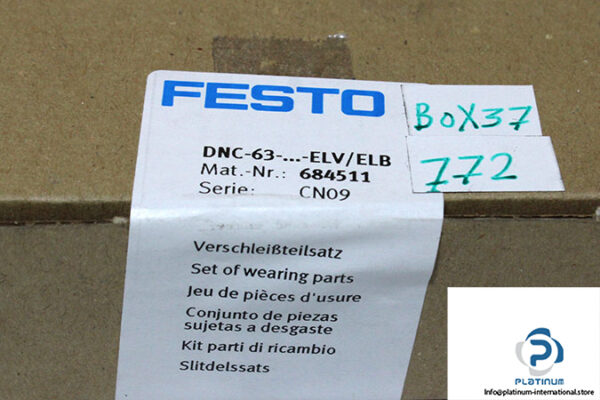 FESTO
BOX37
772
DNC-63-...-ELV/ELB
Mat.-Nr.: 684511
Serie: CN09
Verschleißteilsatz
Set of wearing parts
Jeu de pièces d'usure
Conjunto de piezas
sujetas a desgaste
Kit parti di ricambio
Slitdelssats
PLATINUM
info@platinum-international.store